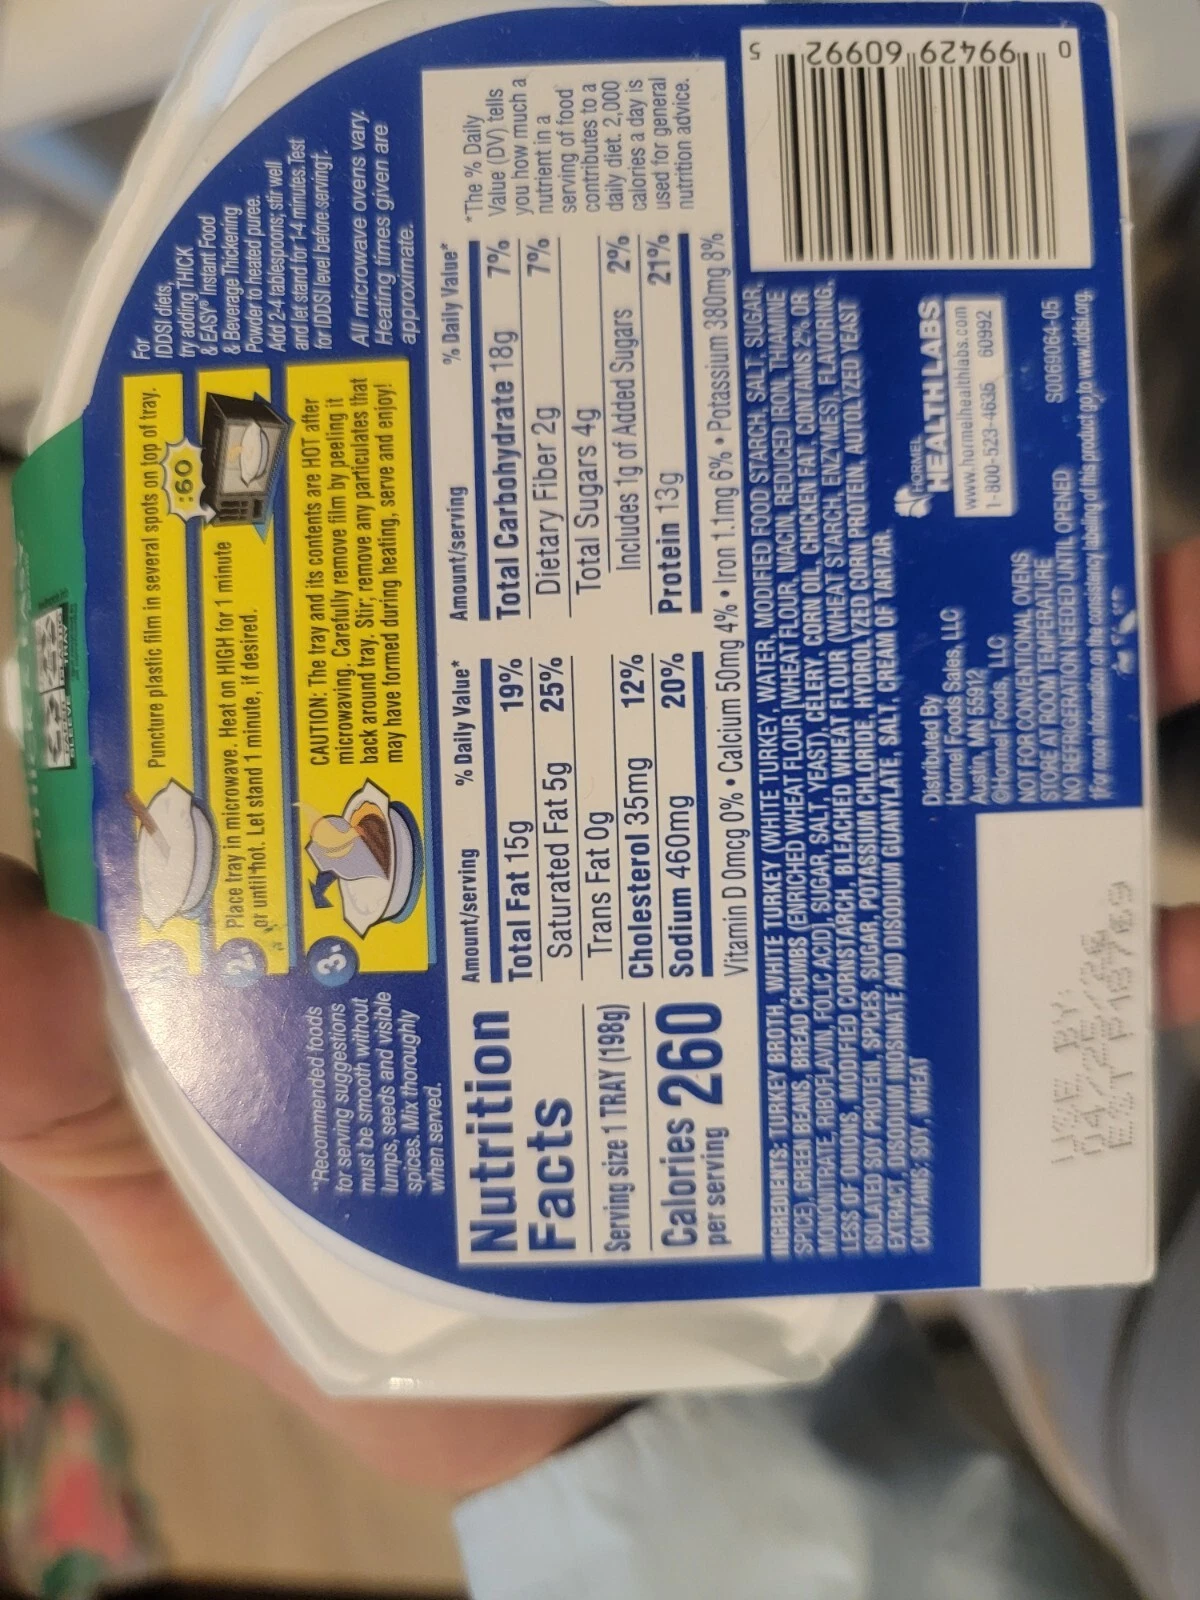 Puncture plastic film in several spots on top of tray.
:60
2. Place tray in microwave. Heat on HIGH for 1 minute
or until hot. Let stand 1 minute, if desired.
3. CAUTION: The tray and its contents are HOT after
microwaving. Carefully remove film by peeling it
back around tray. Stir; remove any particulates that
may have formed during heating, serve and enjoy!
For
IDDSI diets,
try adding THICK
& EASY® Instant Food
& Beverage Thickening
Powder to heated puree.
Add 2-4 tablespoons; stir well
and let stand for 1-4 minutes. Test
for IDDSI level before serving†.
All microwave ovens vary.
Heating times given are
approximate.
**Recommended foods
for serving suggestions
must be smooth without
lumps, seeds and visible
spices. Mix thoroughly
when served.
Nutrition
Facts
Serving size 1 TRAY (198g)
Calories 260
per serving
Amount/serving % Daily Value*
Total Fat 15g 19%
Saturated Fat 5g 25%
Trans Fat 0g
Cholesterol 35mg 12%
Sodium 460mg 20%
Amount/serving % Daily Value*
Total Carbohydrate 18g 7%
Dietary Fiber 2g 7%
Total Sugars 4g
Includes 1g of Added Sugars 2%
Protein 13g 21%
Vitamin D 0mcg 0% • Calcium 50mg 4% • Iron 1.1mg 6% • Potassium 380mg 8%
*The % Daily
Value (DV) tells
you how much a
nutrient in a
serving of food
contributes to a
daily diet. 2,000
calories a day is
used for general
nutrition advice.
INGREDIENTS: TURKEY BROTH, WHITE TURKEY (WHITE TURKEY, WATER, MODIFIED FOOD STARCH, SALT, SUGAR,
SPICE), GREEN BEANS, BREAD CRUMBS (ENRICHED WHEAT FLOUR [WHEAT FLOUR, NIACIN, REDUCED IRON, THIAMINE
MONONITRATE, RIBOFLAVIN, FOLIC ACID], SUGAR, SALT, YEAST), CELERY, CORN OIL, CHICKEN FAT, CONTAINS 2% OR
LESS OF ONIONS, MODIFIED CORNSTARCH, BLEACHED WHEAT FLOUR (WHEAT STARCH, ENZYMES), FLAVORING,
ISOLATED SOY PROTEIN, SPICES, SUGAR, POTASSIUM CHLORIDE, HYDROLYZED CORN PROTEIN, AUTOLYZED YEAST
EXTRACT, DISODIUM INOSINATE AND DISODIUM GUANYLATE, SALT, CREAM OF TARTAR.
CONTAINS: SOY, WHEAT
Distributed By
Hormel Foods Sales, LLC
Austin, MN 55912
©Hormel Foods, LLC
NOT FOR CONVENTIONAL OVENS
STORE AT ROOM TEMPERATURE
NO REFRIGERATION NEEDED UNTIL OPENED
†For more information on the consistency labeling of this product go to www.iddsi.org.
HORMEL
HEALTH LABS
www.hormelhealthlabs.com
1-800-523-4636 60992
S0069064-05
0 99429 60992 5
USE BY